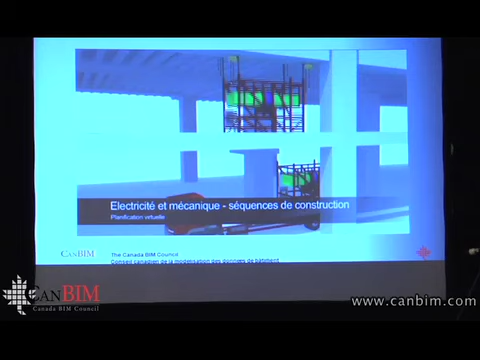 Electricité et mécanique - séquences de construction
Planification virtuelle
CANBIM
The Canada BIM Council
Conseil canadien de la modélisation des données de bâtiment
CANBIM
Canada BIM Council
www.canbim.com